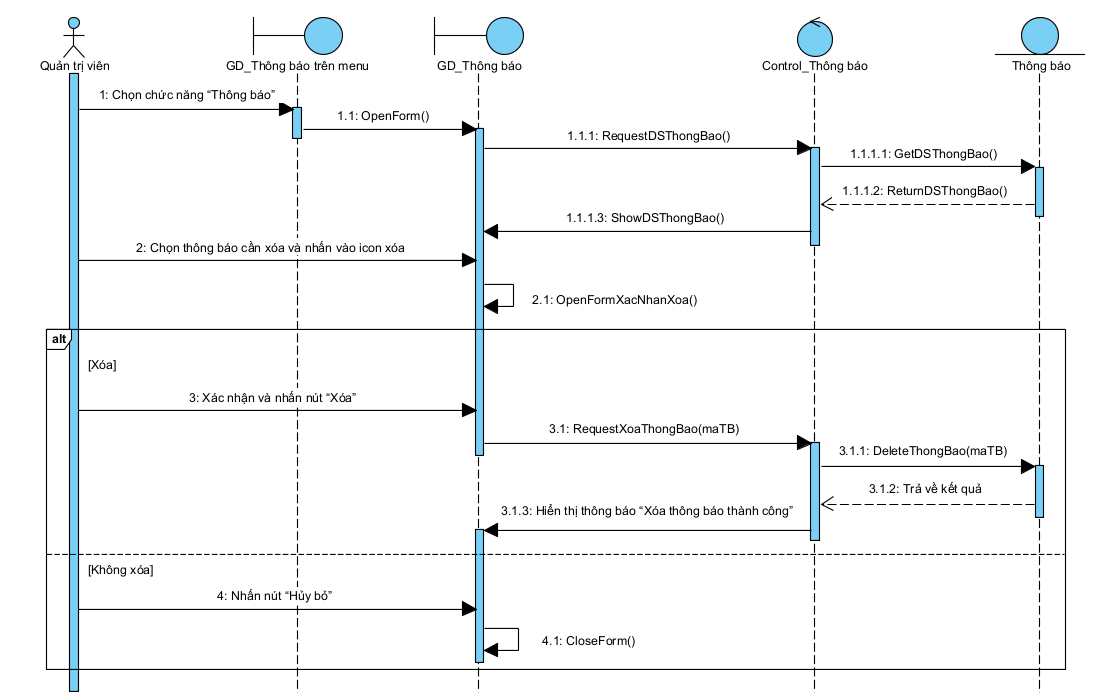 Quản trị viên
GD_Thông báo trên menu
GD_Thông báo
Control_Thông báo
Thông báo
1: Chọn chức năng “Thông báo”
1.1: OpenForm()
1.1.1: RequestDSThongBao()
1.1.1.1: GetDSThongBao()
1.1.1.2: ReturnDSThongBao()
1.1.1.3: ShowDSThongBao()
2: Chọn thông báo cần xóa và nhấn vào icon xóa
2.1: OpenFormXacNhanXoa()
alt
[Xóa]
3: Xác nhận và nhấn nút “Xóa”
3.1: RequestXoaThongBao(maTB)
3.1.1: DeleteThongBao(maTB)
3.1.2: Trả về kết quả
3.1.3: Hiển thị thông báo “Xóa thông báo thành công”
[Không xóa]
4: Nhấn nút “Hủy bỏ”
4.1: CloseForm()